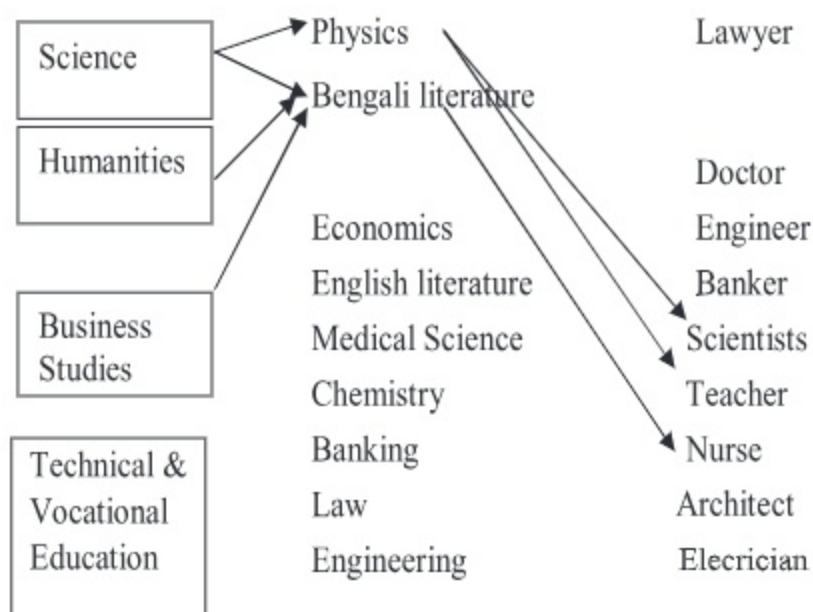 Science
Humanities
Business
Studies
Technical &
Vocational
Education
Physics
Bengali literature
Economics
English literature
Medical Science
Chemistry
Banking
Law
Engineering
Lawyer
Doctor
Engineer
Banker
Scientists
Teacher
Nurse
Architect
Elecrician